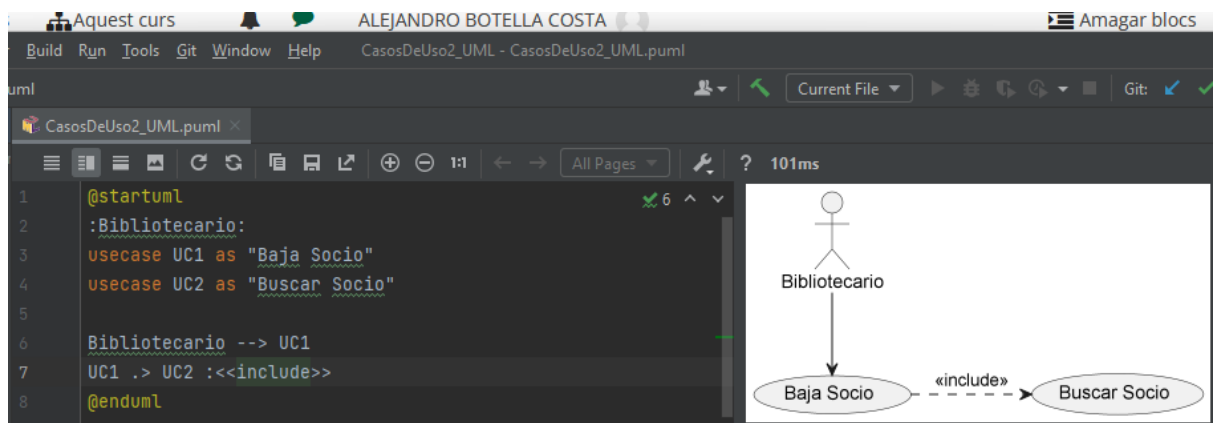 Aquest curs ALEJANDRO BOTELLA COSTA Amagar blocs
Build Run Tools Git Window Help CasosDeUso2_UML - CasosDeUso2_UML.puml
uml Current File Git:
CasosDeUso2_UML.puml
1:1 All Pages ? 101ms
1 @startuml 6
2 :Bibliotecario:
3 usecase UC1 as "Baja Socio"
4 usecase UC2 as "Buscar Socio"
5
6 Bibliotecario --> UC1
7 UC1 .> UC2 :<<include>>
8 @enduml
Bibliotecario
Baja Socio «include» Buscar Socio